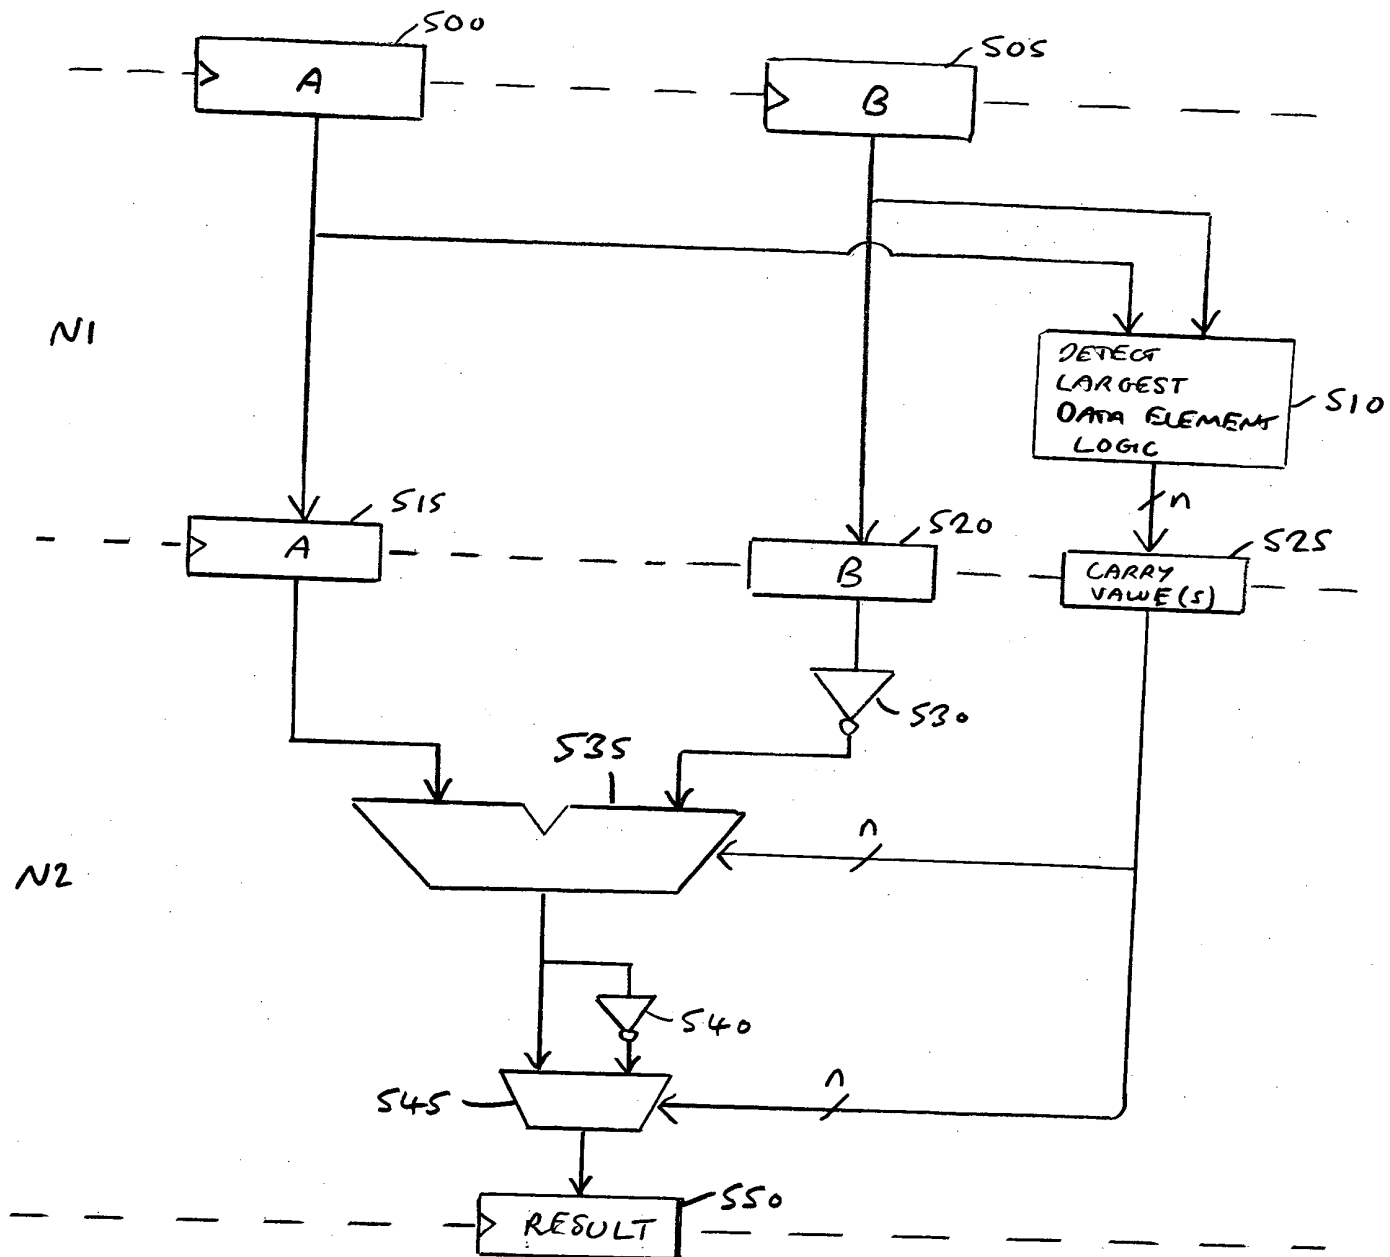 500
A
505
B
N1
DETECT
LARGEST
DATA ELEMENT
LOGIC
510
n
515
A
520
B
525
CARRY
VALUE(S)
530
535
n
N2
540
545
n
550
RESULT